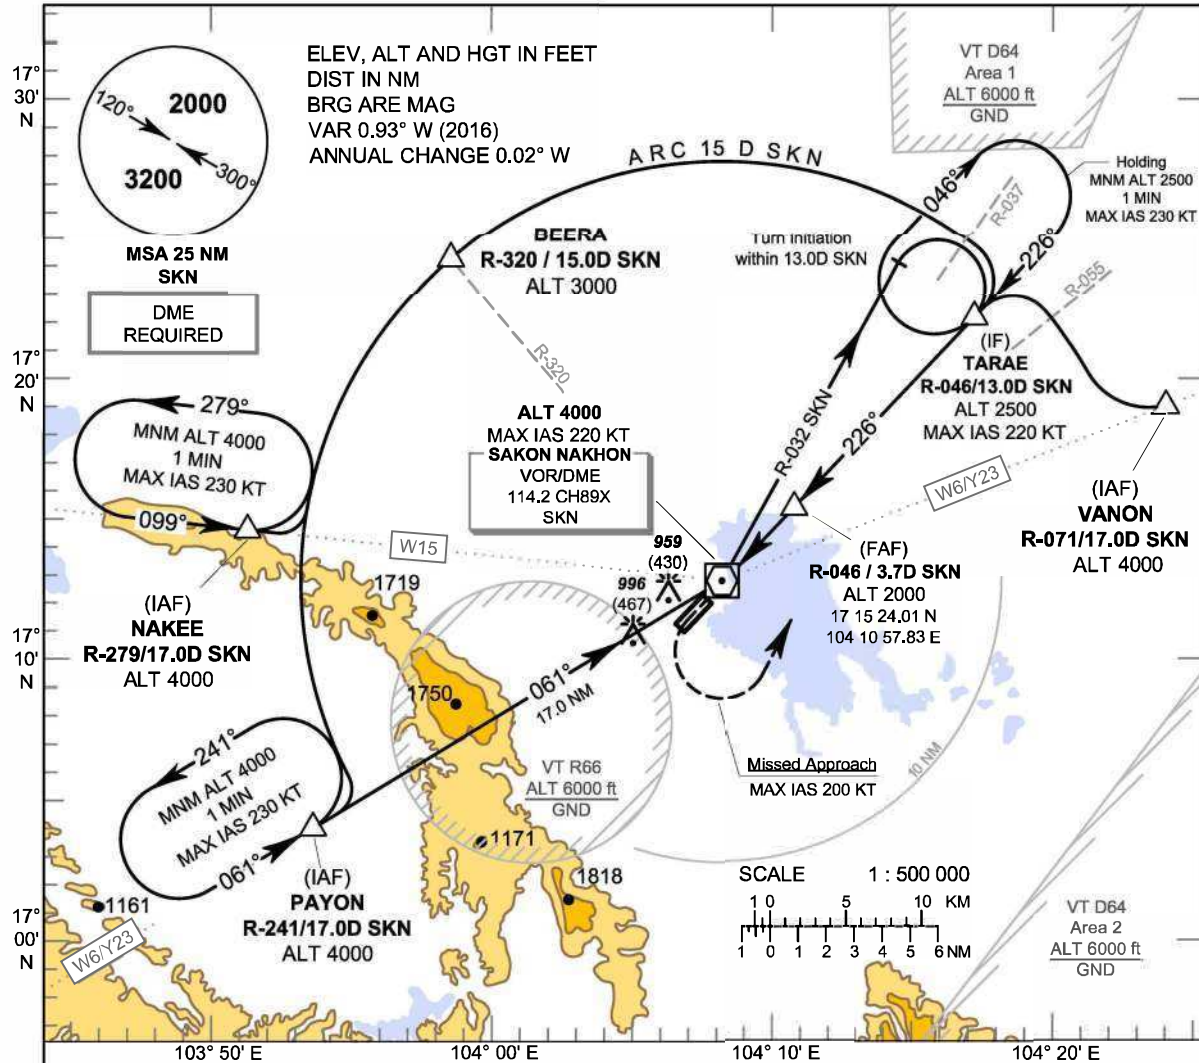 ELEV, ALT AND HGT IN FEET
DIST IN NM
BRG ARE MAG
VAR 0.93° W (2016)
ANNUAL CHANGE 0.02° W
17°
30'
N
120°
2000
3200
300°
MSA 25 NM
SKN
DME
REQUIRED
VT D64
Area 1
ALT 6000 ft
GND
ARC 15 D SKN
Holding
MNM ALT 2500
1 MIN
MAX IAS 230 KT
046°
R-037
226°
R-055
Turn Initiation
within 13.0D SKN
BEERA
R-320 / 15.0D SKN
ALT 3000
R-320
17°
20'
N
(IF)
TARAE
R-046/13.0D SKN
ALT 2500
MAX IAS 220 KT
R-032 SKN
226°
279°
MNM ALT 4000
1 MIN
MAX IAS 230 KT
099°
ALT 4000
MAX IAS 220 KT
SAKON NAKHON
VOR/DME
114.2 CH89X
SKN
W6/Y23
(IAF)
VANON
R-071/17.0D SKN
ALT 4000
W15
959
(430)
996
(467)
(FAF)
R-046 / 3.7D SKN
ALT 2000
17 15 24.01 N
104 10 57.83 E
1719
(IAF)
NAKEE
R-279/17.0D SKN
ALT 4000
17°
10'
N
1750
061°
17.0 NM
241°
MNM ALT 4000
1 MIN
MAX IAS 230 KT
061°
VT R66
ALT 6000 ft
GND
Missed Approach
MAX IAS 200 KT
10 NM
1171
1818
(IAF)
PAYON
R-241/17.0D SKN
ALT 4000
1161
W6/Y23
17°
00'
N
SCALE 1 : 500 000
1 0 5 10 KM
1 0 1 2 3 4 5 6 NM
VT D64
Area 2
ALT 6000 ft
GND
103 50' E
104 00' E
104 10' E
104 20' E